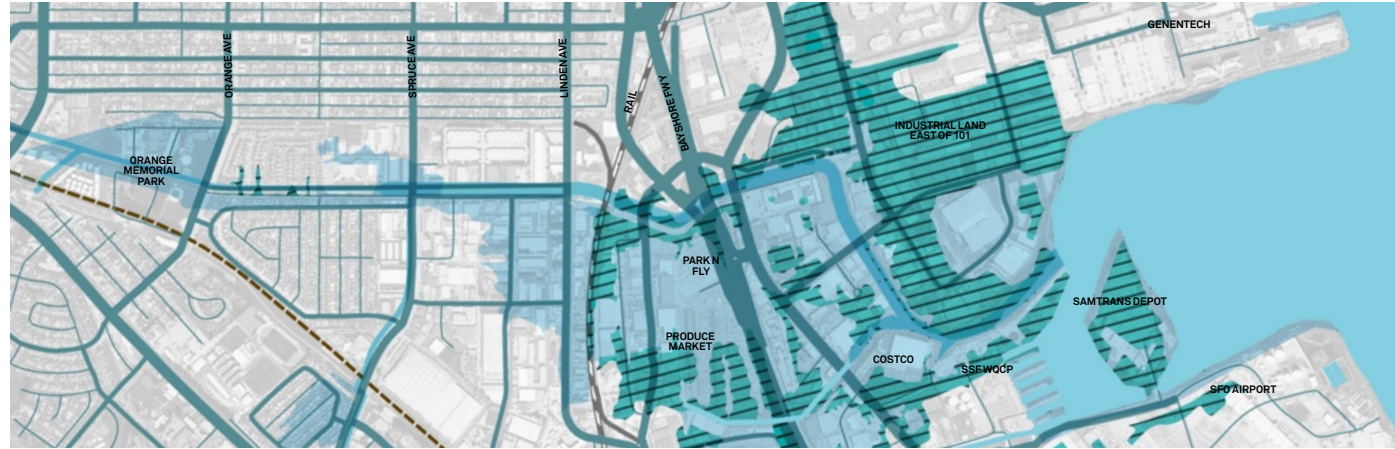 GENENTECH
ORANGE AVE
SPRUCE AVE
LINDEN AVE
RAIL
BAYSHORE FWY
INDUSTRIAL LAND
EAST OF 101
ORANGE
MEMORIAL
PARK
PARK N
FLY
SAMTRANS DEPOT
PRODUCE
MARKET
COSTCO
SSF WQCP
SFO AIRPORT